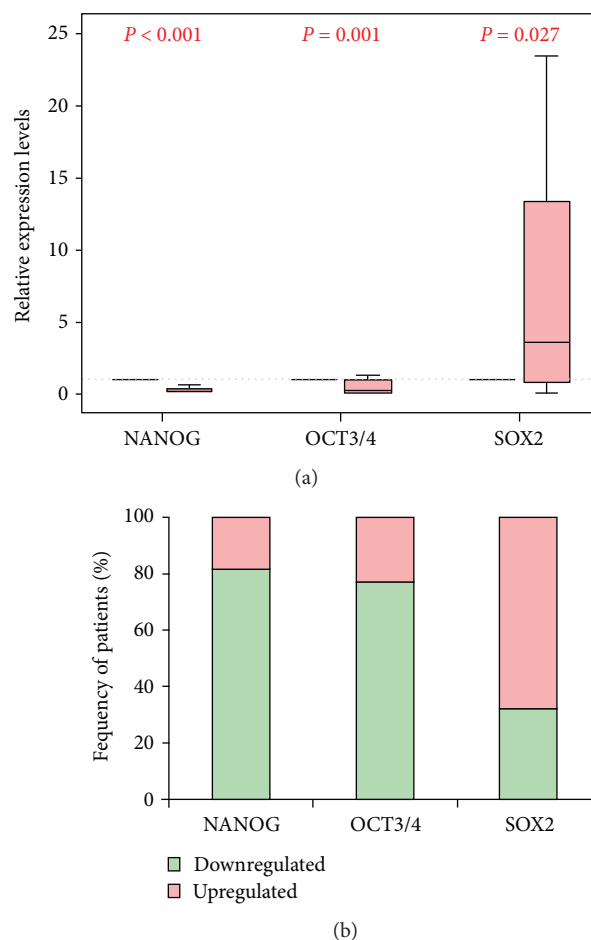 P < 0.001 P = 0.001 P = 0.027
25
20
15
10
5
0
Relative expression levels
NANOG OCT3/4 SOX2
(a)
100
80
60
40
20
0
Fequency of patients (%)
NANOG OCT3/4 SOX2
Downregulated
Upregulated
(b)